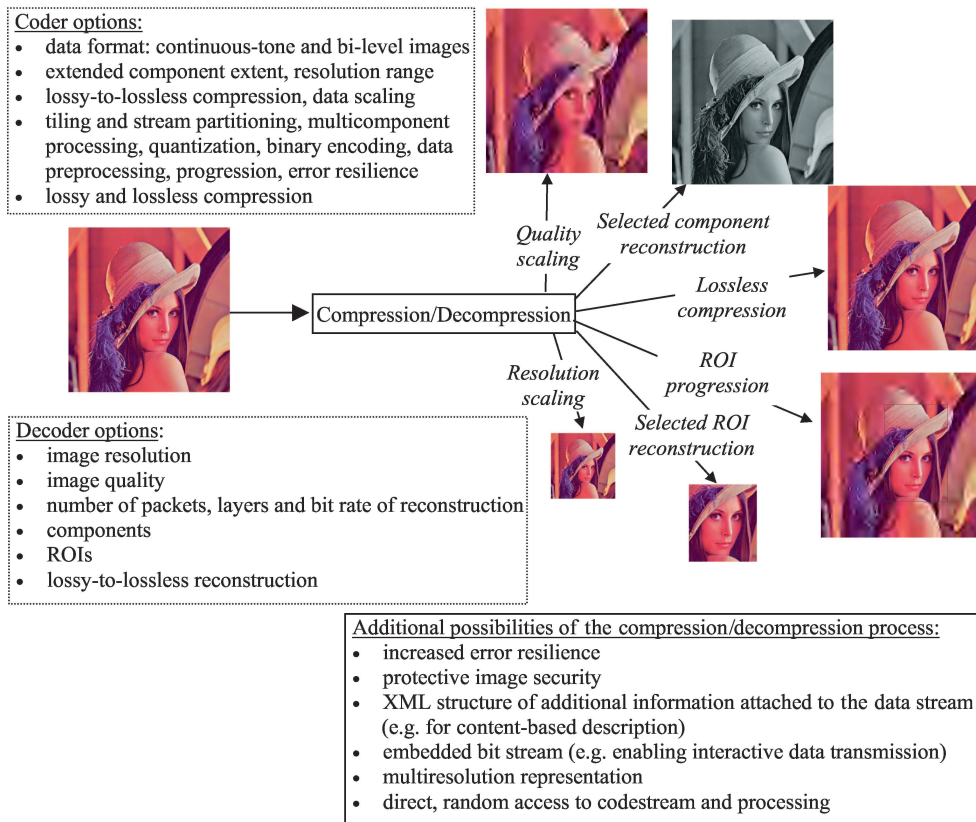 Coder options:
• data format: continuous-tone and bi-level images
• extended component extent, resolution range
• lossy-to-lossless compression, data scaling
• tiling and stream partitioning, multicomponent
processing, quantization, binary encoding, data
preprocessing, progression, error resilience
• lossy and lossless compression
Quality
scaling
Selected component
reconstruction
Lossless
compression
Compression/Decompression
ROI
progression
Resolution
scaling
Selected ROI
reconstruction
Decoder options:
• image resolution
• image quality
• number of packets, layers and bit rate of reconstruction
• components
• ROIs
• lossy-to-lossless reconstruction
Additional possibilities of the compression/decompression process:
• increased error resilience
• protective image security
• XML structure of additional information attached to the data stream
(e.g. for content-based description)
• embedded bit stream (e.g. enabling interactive data transmission)
• multiresolution representation
• direct, random access to codestream and processing